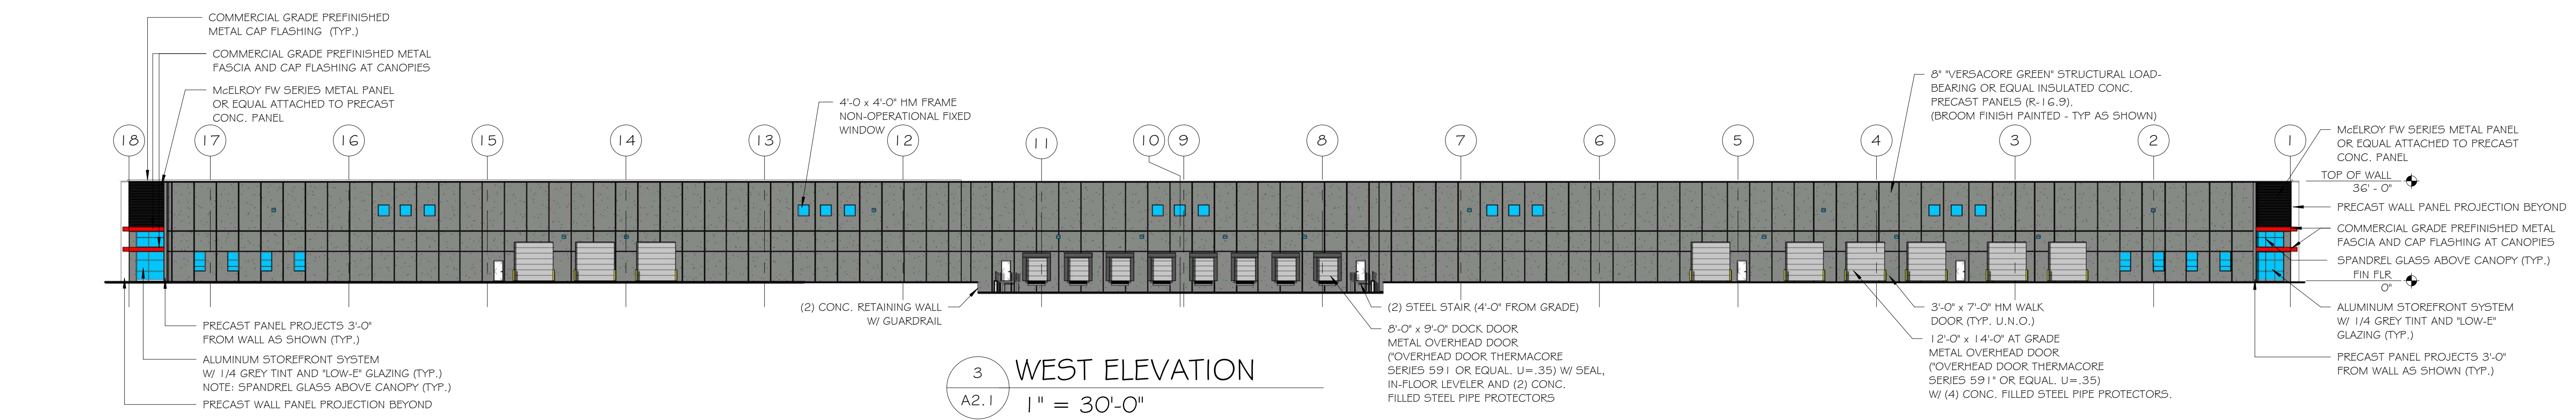 COMMERCIAL GRADE PREFINISHED
METAL CAP FLASHING (TYP.)
COMMERCIAL GRADE PREFINISHED METAL
FASCIA AND CAP FLASHING AT CANOPIES
McELROY FW SERIES METAL PANEL
OR EQUAL ATTACHED TO PRECAST
CONC. PANEL
4'-0 x 4'-0" HM FRAME
NON-OPERATIONAL FIXED
WINDOW
8" "VERSACORE GREEN" STRUCTURAL LOAD-
BEARING OR EQUAL INSULATED CONC.
PRECAST PANELS (R-16.9).
(BROOM FINISH PAINTED - TYP AS SHOWN)
18
17
16
15
14
13
12
11
10
9
8
7
6
5
4
3
2
1
McELROY FW SERIES METAL PANEL
OR EQUAL ATTACHED TO PRECAST
CONC. PANEL
TOP OF WALL
36' - 0"
PRECAST WALL PANEL PROJECTION BEYOND
COMMERCIAL GRADE PREFINISHED METAL
FASCIA AND CAP FLASHING AT CANOPIES
SPANDREL GLASS ABOVE CANOPY (TYP.)
FIN FLR
0"
ALUMINUM STOREFRONT SYSTEM
W/ 1/4 GREY TINT AND "LOW-E"
GLAZING (TYP.)
PRECAST PANEL PROJECTS 3'-0"
FROM WALL AS SHOWN (TYP.)
PRECAST PANEL PROJECTS 3'-0"
FROM WALL AS SHOWN (TYP.)
ALUMINUM STOREFRONT SYSTEM
W/ 1/4 GREY TINT AND "LOW-E" GLAZING (TYP.)
NOTE: SPANDREL GLASS ABOVE CANOPY (TYP.)
PRECAST WALL PANEL PROJECTION BEYOND
(2) CONC. RETAINING WALL
W/ GUARDRAIL
(2) STEEL STAIR (4'-0" FROM GRADE)
8'-0" x 9'-0" DOCK DOOR
METAL OVERHEAD DOOR
("OVERHEAD DOOR THERMACORE
SERIES 591 OR EQUAL. U=.35) W/ SEAL,
IN-FLOOR LEVELER AND (2) CONC.
FILLED STEEL PIPE PROTECTORS
3'-0" x 7'-0" HM WALK
DOOR (TYP. U.N.O.)
12'-0" x 14'-0" AT GRADE
METAL OVERHEAD DOOR
("OVERHEAD DOOR THERMACORE
SERIES 591" OR EQUAL. U=.35)
W/ (4) CONC. FILLED STEEL PIPE PROTECTORS.
3
A2.1
WEST ELEVATION
1" = 30'-0"